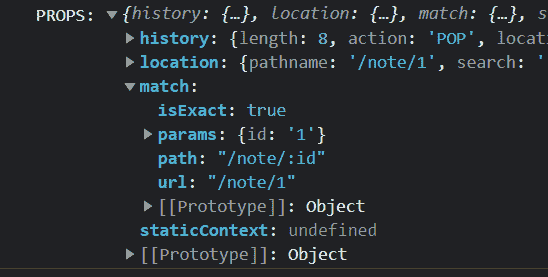 PROPS: ▼{history: {…}, location: {…}, match: {…}, s
▶ history: {length: 8, action: 'POP', locat
▶ location: {pathname: '/note/1', search: '
▼ match:
isExact: true
▶ params: {id: '1'}
path: "/note/:id"
url: "/note/1"
▶ [[Prototype]]: Object
staticContext: undefined
▶ [[Prototype]]: Object